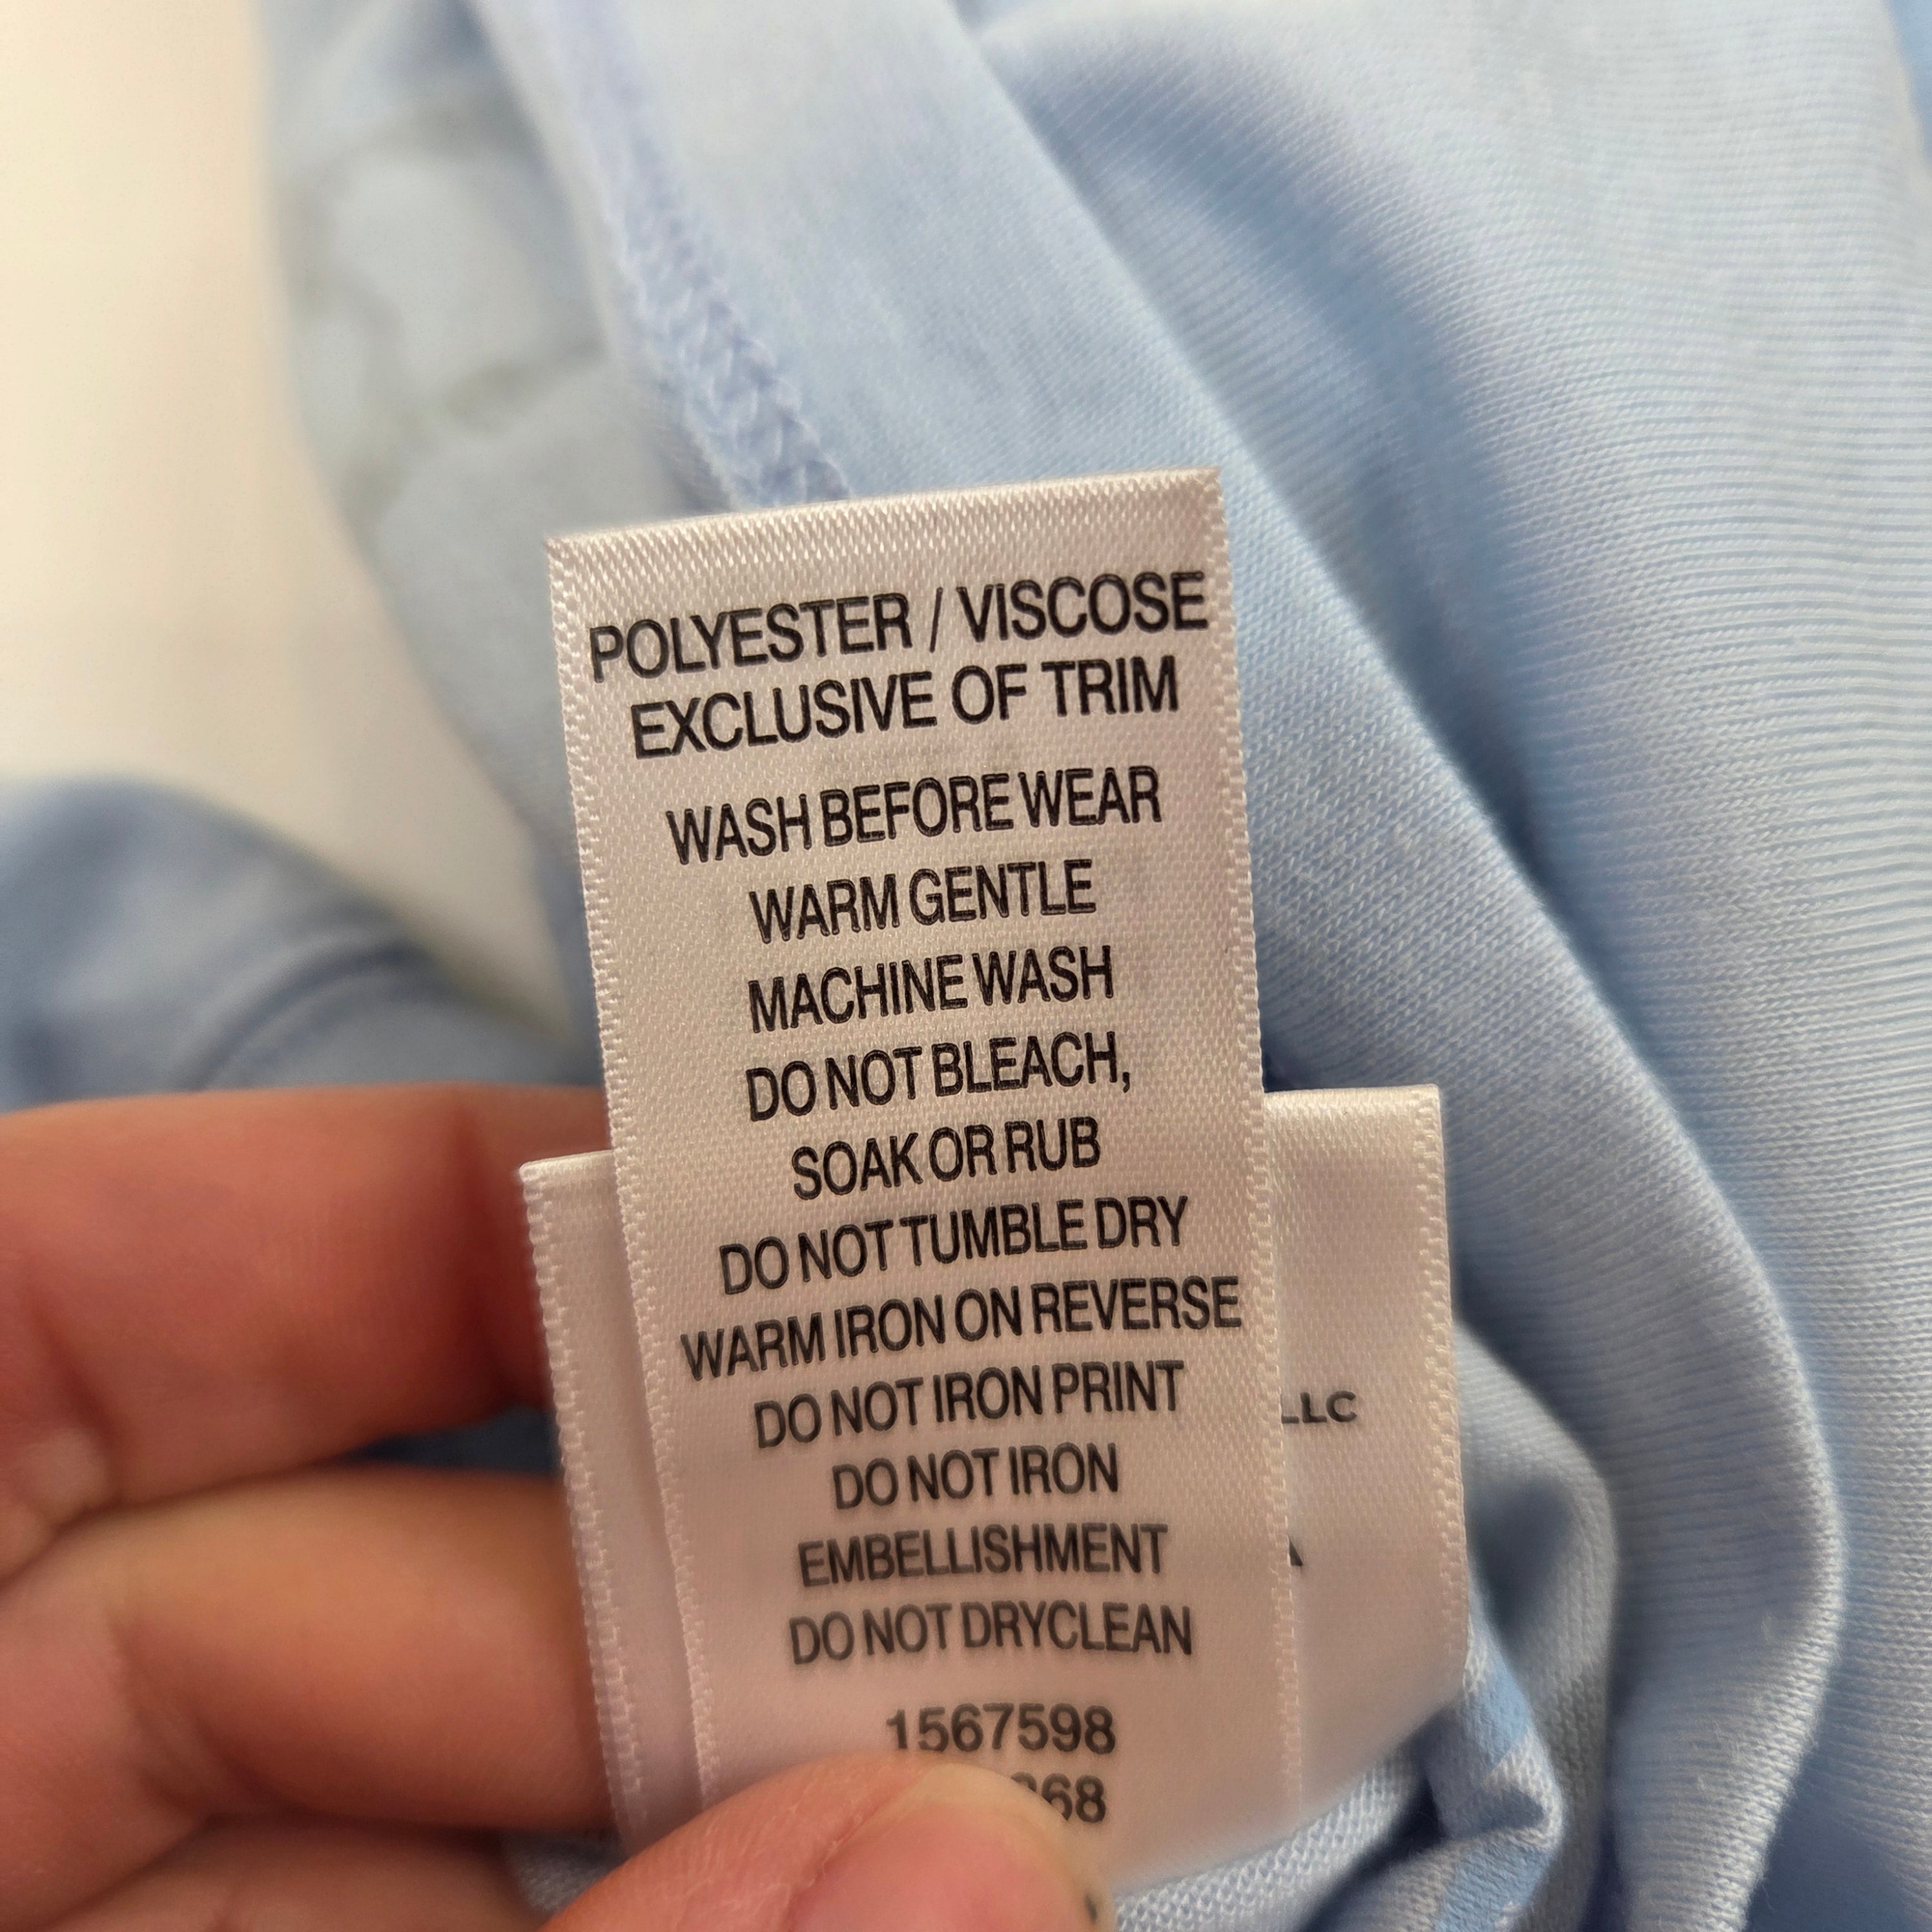 POLYESTER / VISCOSE
EXCLUSIVE OF TRIM
WASH BEFORE WEAR
WARM GENTLE
MACHINE WASH
DO NOT BLEACH,
SOAK OR RUB
DO NOT TUMBLE DRY
WARM IRON ON REVERSE
DO NOT IRON PRINT
DO NOT IRON
EMBELLISHMENT
DO NOT DRYCLEAN
1567598
LLC